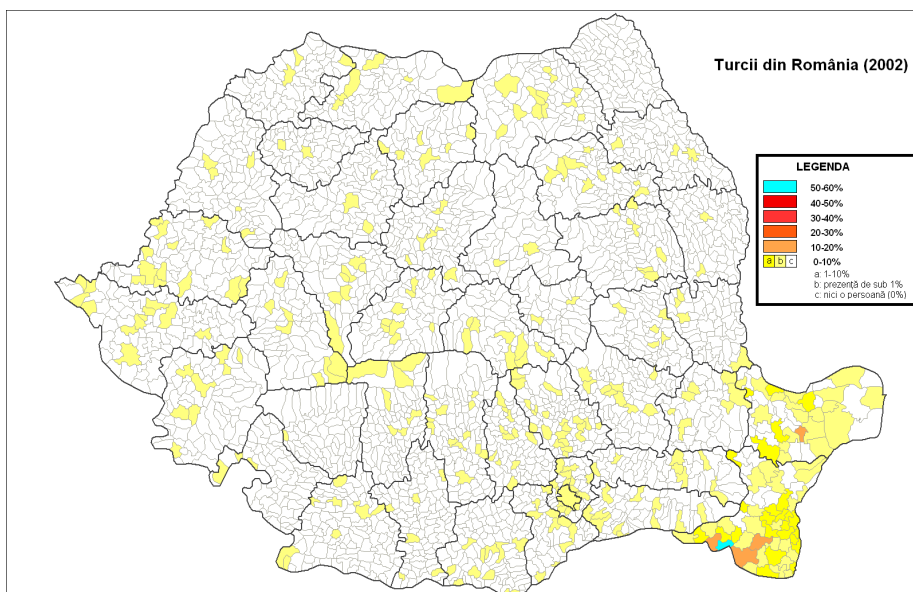 Turcii din România (2002)
LEGENDA
50-60%
40-50%
30-40%
20-30%
10-20%
a b c 0-10%
a: 1-10%
b: prezență de sub 1%
c: nici o persoană (0%)